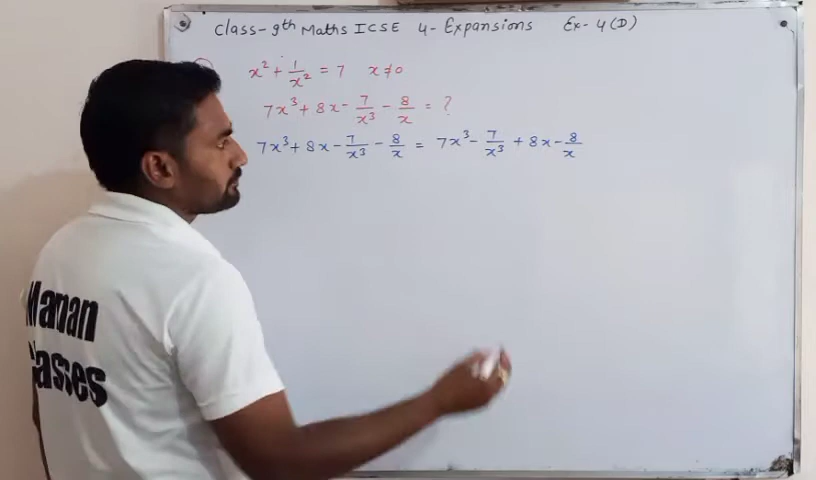 Class-9th Maths ICSE 4-Expansions Ex-4(D)
x² + 1/x² = 7 x≠0
7x³ + 8x - 7/x³ - 8/x = ?
7x³ + 8x - 7/x³ - 8/x = 7x³ - 7/x³ + 8x - 8/x
Manan
Classes